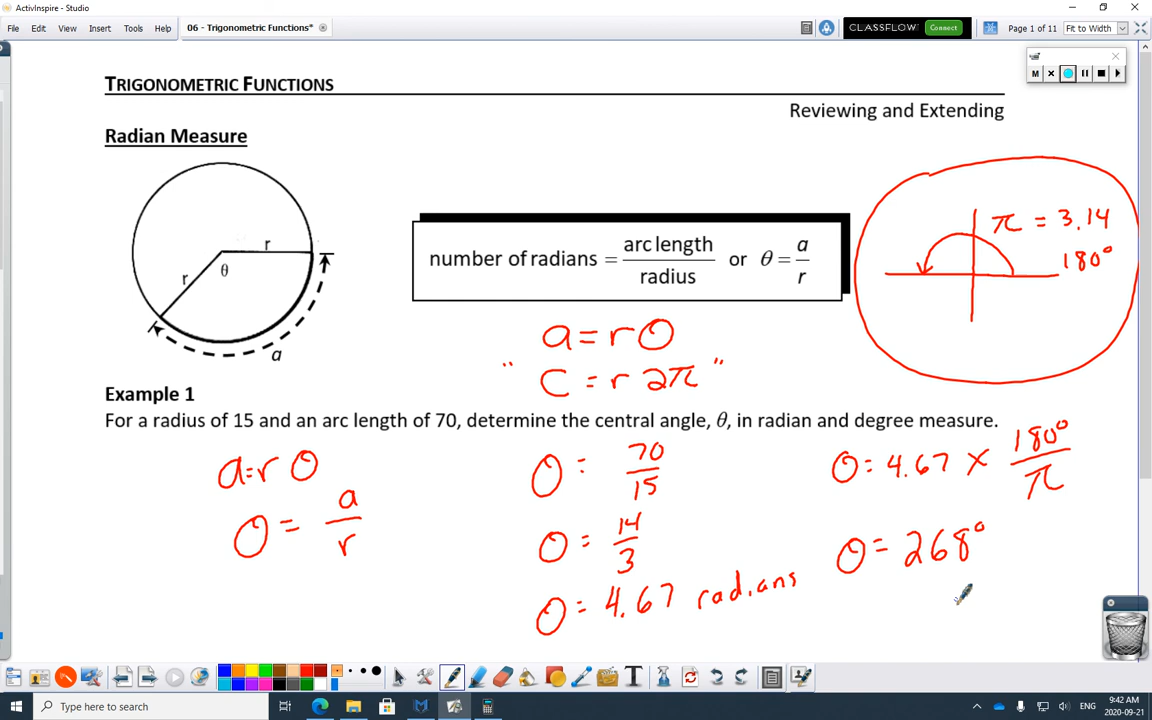 ActivInspire - Studio
File Edit View Insert Tools Help
06 - Trigonometric Functions*
CLASSFLOW Connect
Page 1 of 11 Fit to Width
M
TRIGONOMETRIC FUNCTIONS
Reviewing and Extending
Radian Measure
r
r
θ
a
number of radians = arc length / radius or θ = a / r
π = 3.14
180°
a = r θ
" C = r 2π "
Example 1
For a radius of 15 and an arc length of 70, determine the central angle, θ, in radian and degree measure.
a = r θ
θ = a / r
θ = 70 / 15
θ = 14 / 3
θ = 4.67 radians
θ = 4.67 × 180° / π
θ = 268°
T
Type here to search
ENG
9:42 AM
2020-09-21